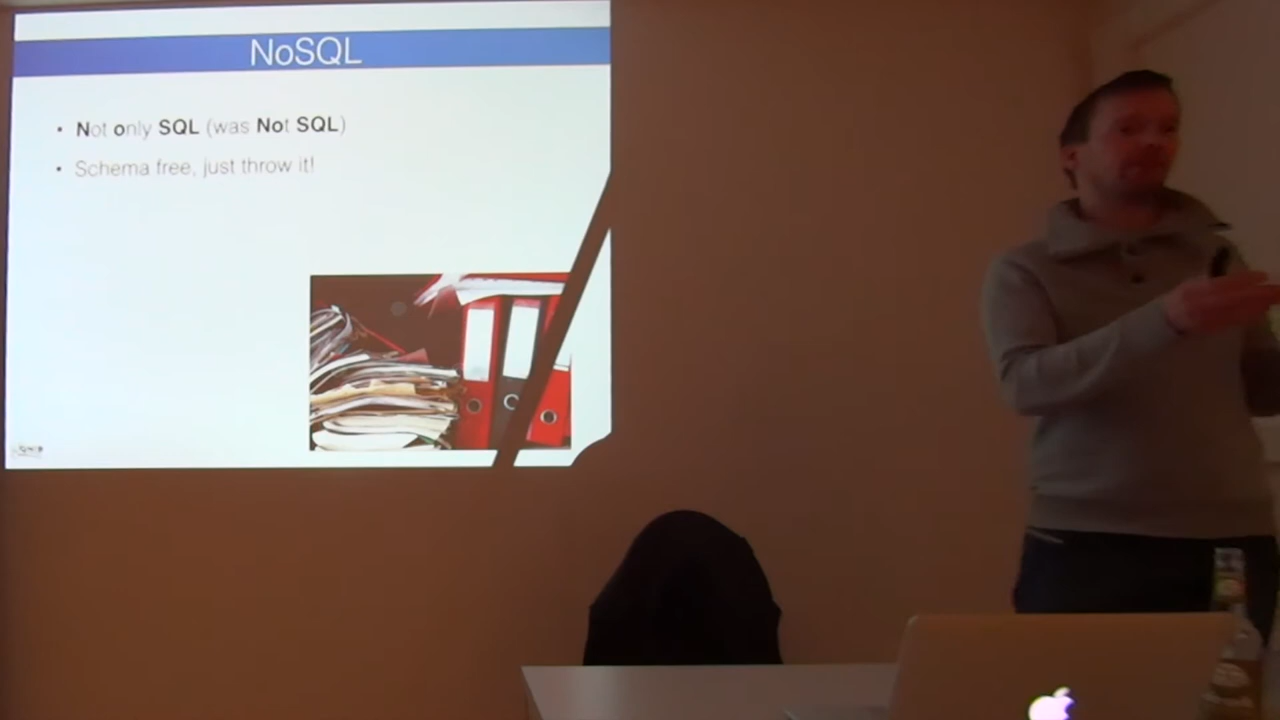 NoSQL
• Not only SQL (was Not SQL)
• Schema free, just throw it!